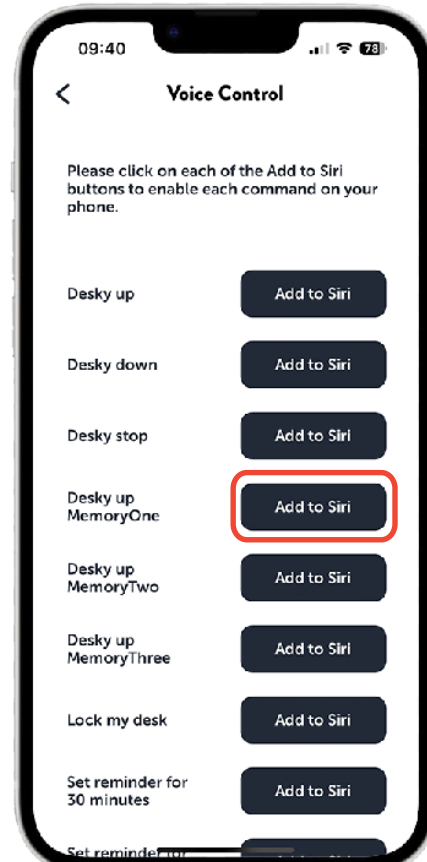 09:40
78
Voice Control
Please click on each of the Add to Siri
buttons to enable each command on your
phone.
Desky up
Add to Siri
Desky down
Add to Siri
Desky stop
Add to Siri
Desky up
MemoryOne
Add to Siri
Desky up
MemoryTwo
Add to Siri
Desky up
MemoryThree
Add to Siri
Lock my desk
Add to Siri
Set reminder for
30 minutes
Add to Siri
Set reminder for